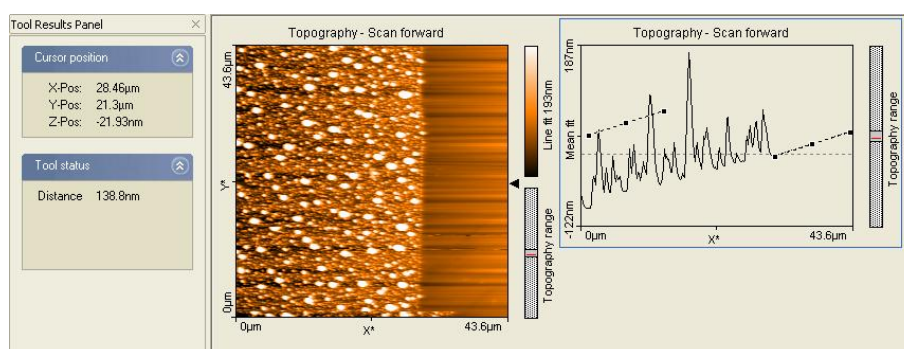 Tool Results Panel
Cursor position
X-Pos: 28.46µm
Y-Pos: 21.3µm
Z-Pos: -21.93nm
Tool status
Distance 138.8nm
Topography - Scan forward
43.6µm
Y*
0µm
0µm
X*
43.6µm
Line fit 193nm
Topography range
Topography - Scan forward
187nm
Mean fit
-122nm
0µm
X*
43.6µm
Topography range